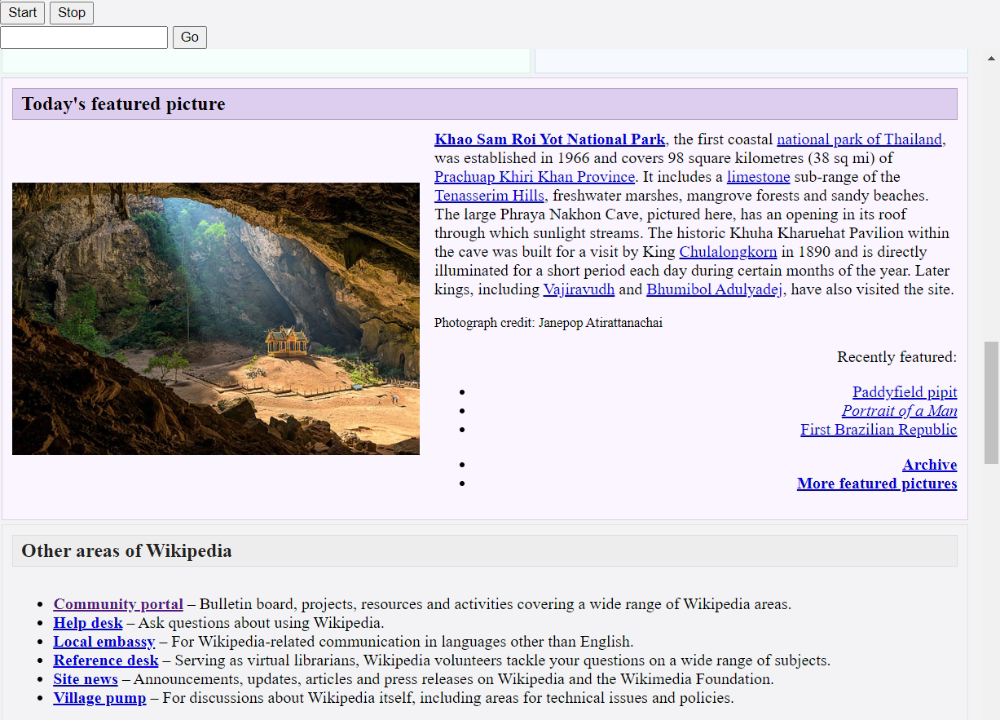 Start Stop
Go
Today's featured picture
Khao Sam Roi Yot National Park, the first coastal national park of Thailand,
was established in 1966 and covers 98 square kilometres (38 sq mi) of
Prachuap Khiri Khan Province. It includes a limestone sub-range of the
Tenasserim Hills, freshwater marshes, mangrove forests and sandy beaches.
The large Phraya Nakhon Cave, pictured here, has an opening in its roof
through which sunlight streams. The historic Khuha Kharuehat Pavilion within
the cave was built for a visit by King Chulalongkorn in 1890 and is directly
illuminated for a short period each day during certain months of the year. Later
kings, including Vajiravudh and Bhumibol Adulyadej, have also visited the site.
Photograph credit: Janepop Atirattanachai
Recently featured:
• Paddyfield pipit
• Portrait of a Man
• First Brazilian Republic
• Archive
• More featured pictures
Other areas of Wikipedia
• Community portal – Bulletin board, projects, resources and activities covering a wide range of Wikipedia areas.
• Help desk – Ask questions about using Wikipedia.
• Local embassy – For Wikipedia-related communication in languages other than English.
• Reference desk – Serving as virtual librarians, Wikipedia volunteers tackle your questions on a wide range of subjects.
• Site news – Announcements, updates, articles and press releases on Wikipedia and the Wikimedia Foundation.
• Village pump – For discussions about Wikipedia itself, including areas for technical issues and policies.